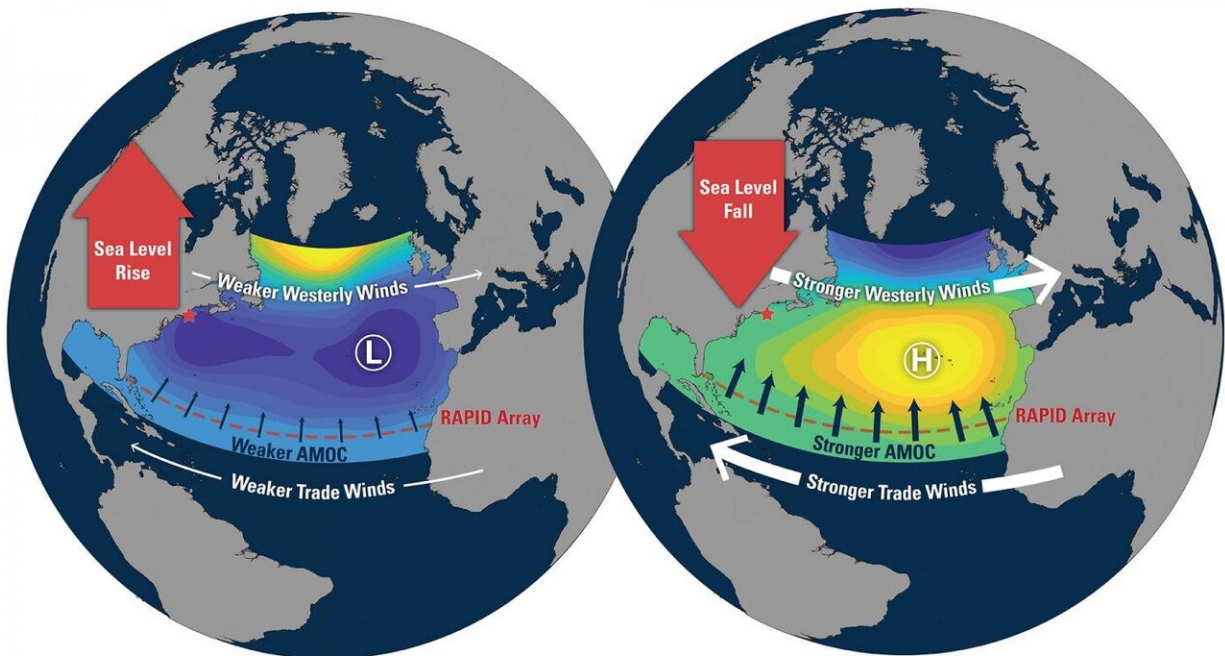 Sea Level
Rise
Weaker Westerly Winds
L
RAPID Array
Weaker AMOC
Weaker Trade Winds
Sea Level
Fall
Stronger Westerly Winds
H
RAPID Array
Stronger AMOC
Stronger Trade Winds